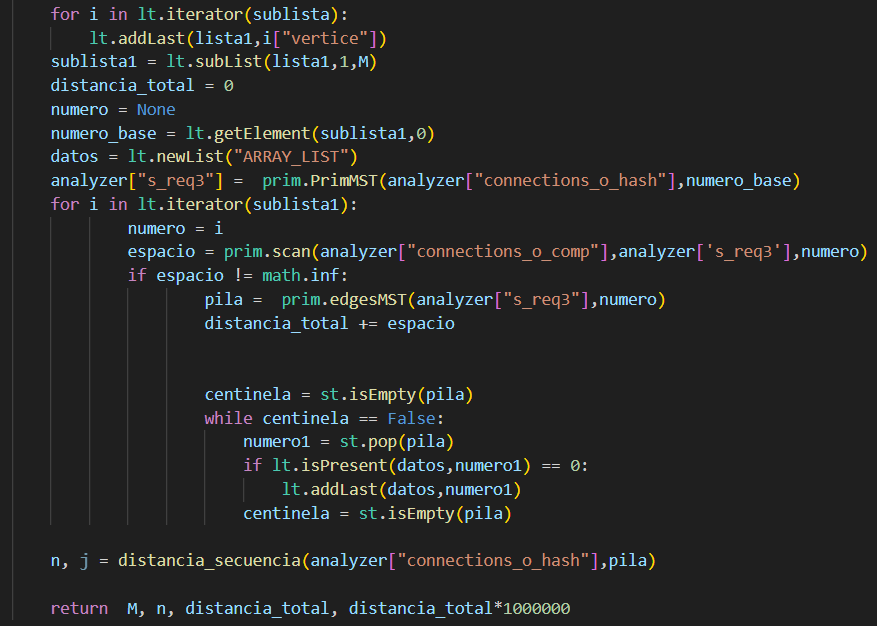 for i in lt.iterator(sublista):
lt.addLast(lista1,i["vertice"])
sublista1 = lt.subList(lista1,1,M)
distancia_total = 0
numero = None
numero_base = lt.getElement(sublista1,0)
datos = lt.newList("ARRAY_LIST")
analyzer["s_req3"] =  prim.PrimMST(analyzer["connections_o_hash"],numero_base)
for i in lt.iterator(sublista1):
numero = i
espacio = prim.scan(analyzer["connections_o_comp"],analyzer['s_req3'],numero)
if espacio != math.inf:
pila =  prim.edgesMST(analyzer["s_req3"],numero)
distancia_total += espacio
centinela = st.isEmpty(pila)
while centinela == False:
numero1 = st.pop(pila)
if lt.isPresent(datos,numero1) == 0:
lt.addLast(datos,numero1)
centinela = st.isEmpty(pila)
n, j = distancia_secuencia(analyzer["connections_o_hash"],pila)
return  M, n, distancia_total, distancia_total*1000000